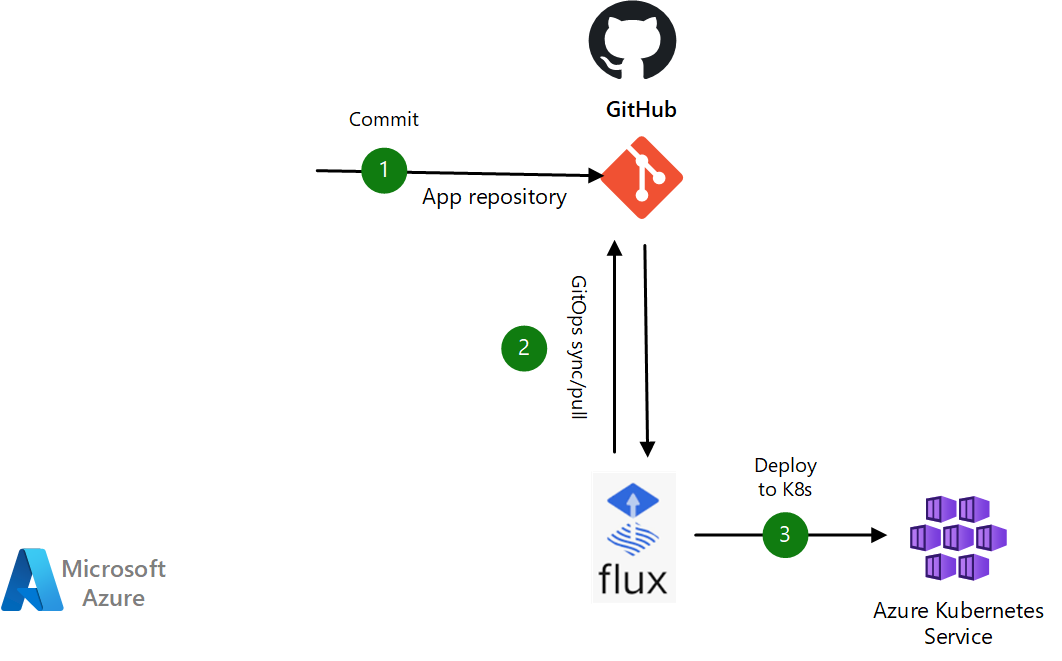 GitHub
Commit
1
App repository
GitOps sync/pull
2
Deploy
to K8s
3
flux
Microsoft
Azure
Azure Kubernetes
Service